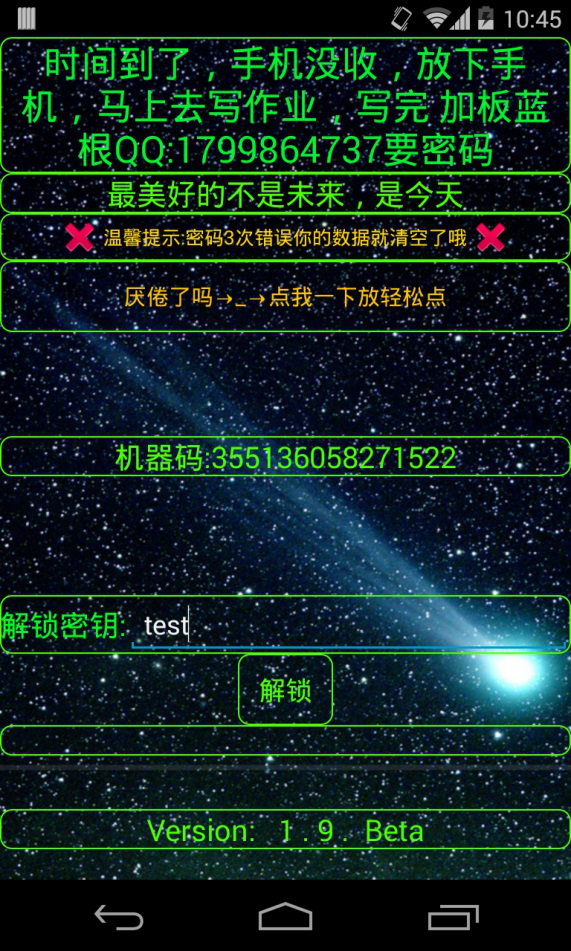 10:45
时间到了，手机没收，放下手
机，马上去写作业，写完 加板蓝
根QQ:1799864737要密码
最美好的不是未来，是今天
温馨提示:密码3次错误你的数据就清空了哦
厌倦了吗→_→点我一下放轻松点
机器码:355136058271522
解锁密钥: test
解锁
Version: 1.9. Beta